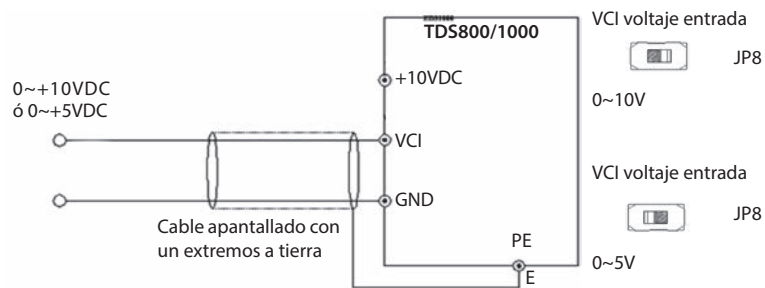 TDS800/1000
VCI voltaje entrada
JP8
0~10V
0~+10VDC
ó 0~+5VDC
+10VDC
VCI
GND
Cable apantallado con
un extremos a tierra
PE
E
VCI voltaje entrada
JP8
0~5V